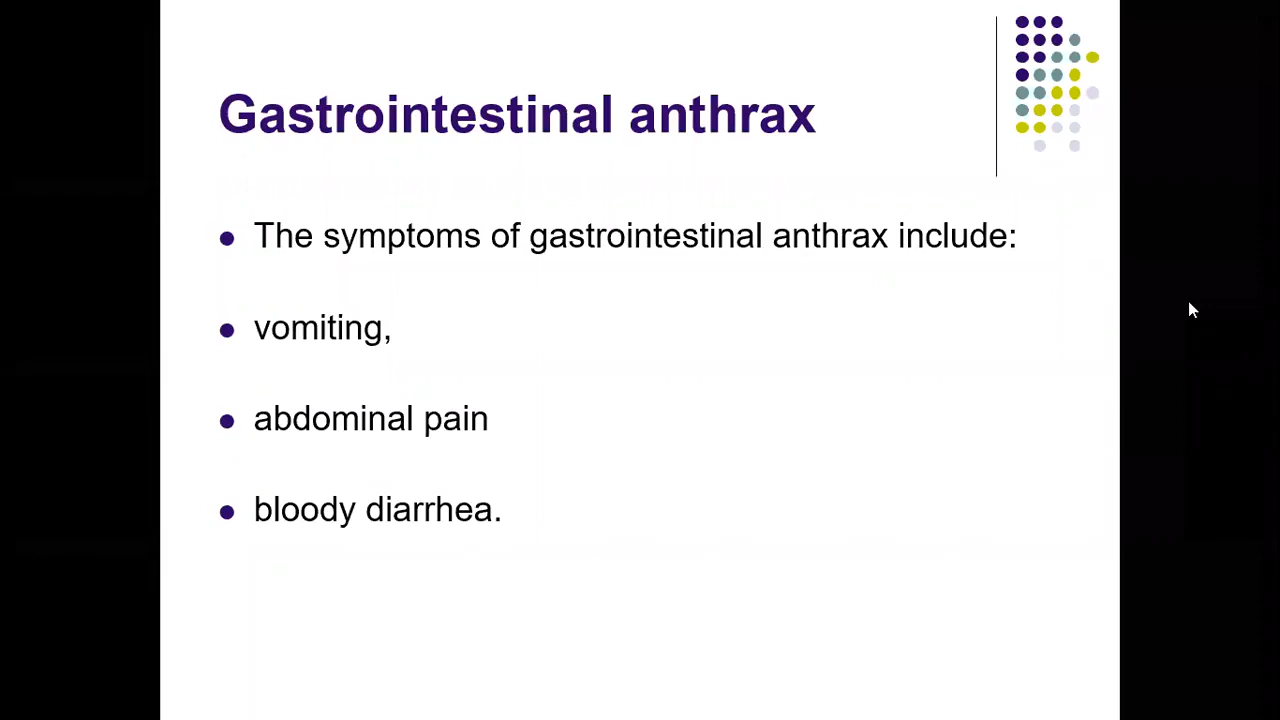 Gastrointestinal anthrax
The symptoms of gastrointestinal anthrax include:
vomiting,
abdominal pain
bloody diarrhea.